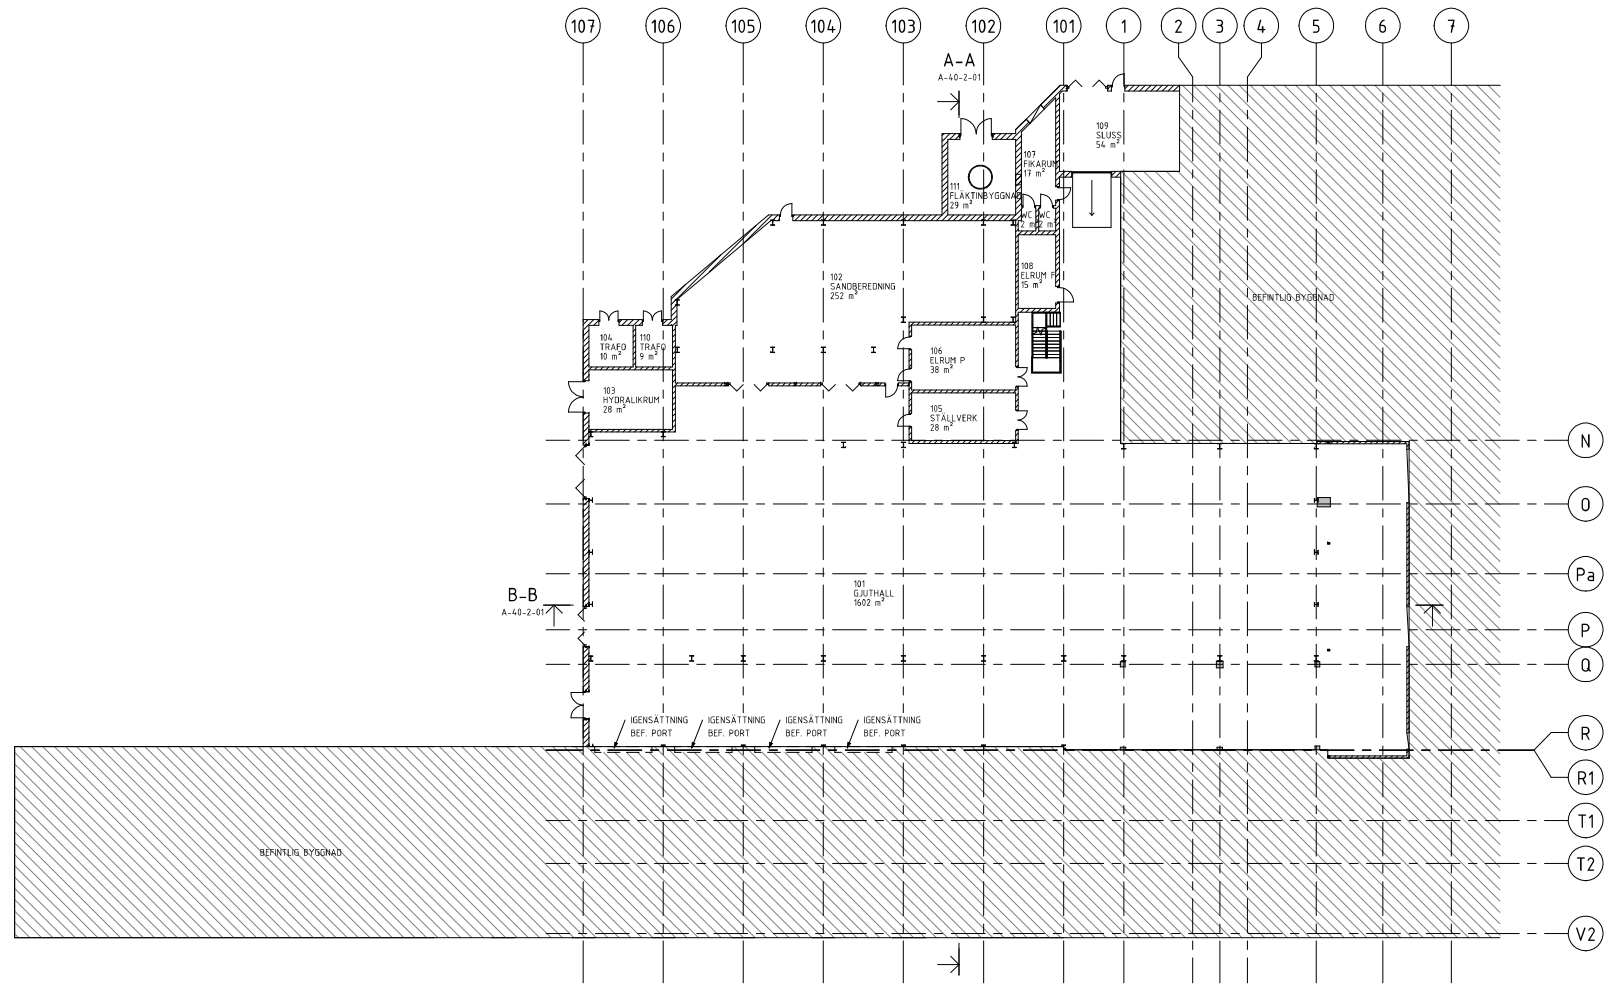 107
106
105
104
103
102
101
1
2
3
4
5
6
7
A-A
A-40-2-01
109
SLUSS
54 m²
107
FIKARUM
17 m²
111
FLÄKTINBYGGNAD
29 m²
WC
2 m²
WC
2 m²
108
ELRUM F
15 m²
102
SANDBEREDNING
252 m²
BEFINTLIG BYGGNAD
104
TRAFO
10 m²
110
TRAFO
9 m²
106
ELRUM P
38 m²
103
HYDRALIKRUM
28 m²
105
STÄLLVERK
28 m²
N
O
Pa
101
GJUTHALL
1602 m²
B-B
A-40-2-01
P
Q
IGENSÄTTNING
BEF. PORT
IGENSÄTTNING
BEF. PORT
IGENSÄTTNING
BEF. PORT
IGENSÄTTNING
BEF. PORT
R
R1
T1
BEFINTLIG BYGGNAD
T2
V2